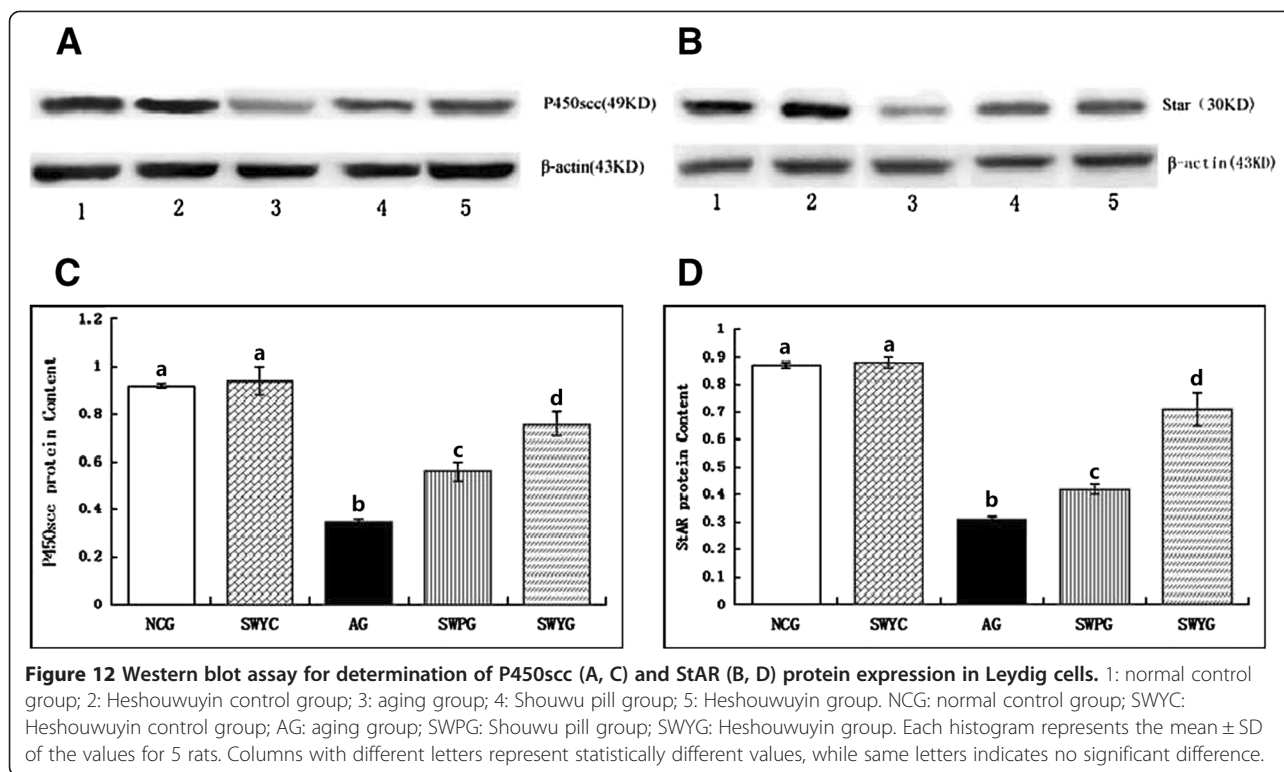 A
B
P450scc(49KD)
Star (30KD)
β-actin(43KD)
β-actin(43KD)
1 2 3 4 5
1 2 3 4 5
C
D
P450scc protein Content
1.2
1
0.8
0.6
0.4
0.2
0
a a b c d
NCG SWYC AG SWPG SWYG
StAR protein Content
1
0.9
0.8
0.7
0.6
0.5
0.4
0.3
0.2
0.1
0
a a b c d
NCG SWYC AG SWPG SWYG
Figure 12 Western blot assay for determination of P450scc (A, C) and StAR (B, D) protein expression in Leydig cells. 1: normal control
group; 2: Heshouwuyin control group; 3: aging group; 4: Shouwu pill group; 5: Heshouwuyin group. NCG: normal control group; SWYC:
Heshouwuyin control group; AG: aging group; SWPG: Shouwu pill group; SWYG: Heshouwuyin group. Each histogram represents the mean ± SD
of the values for 5 rats. Columns with different letters represent statistically different values, while same letters indicates no significant difference.